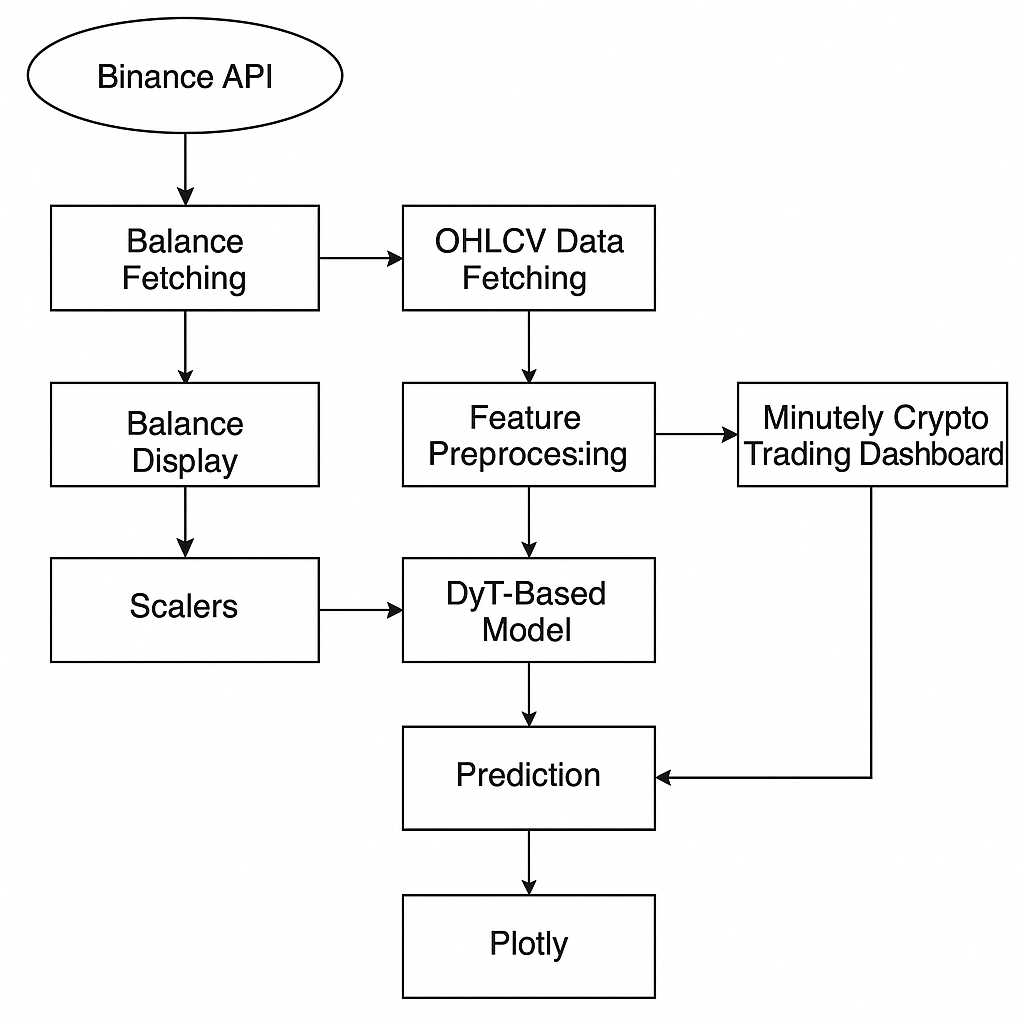 Binance API
Balance
Fetching
OHLCV Data
Fetching
Balance
Display
Feature
Preproces:ing
Minutely Crypto
Trading Dashboard
Scalers
DyT-Based
Model
Prediction
Plotly